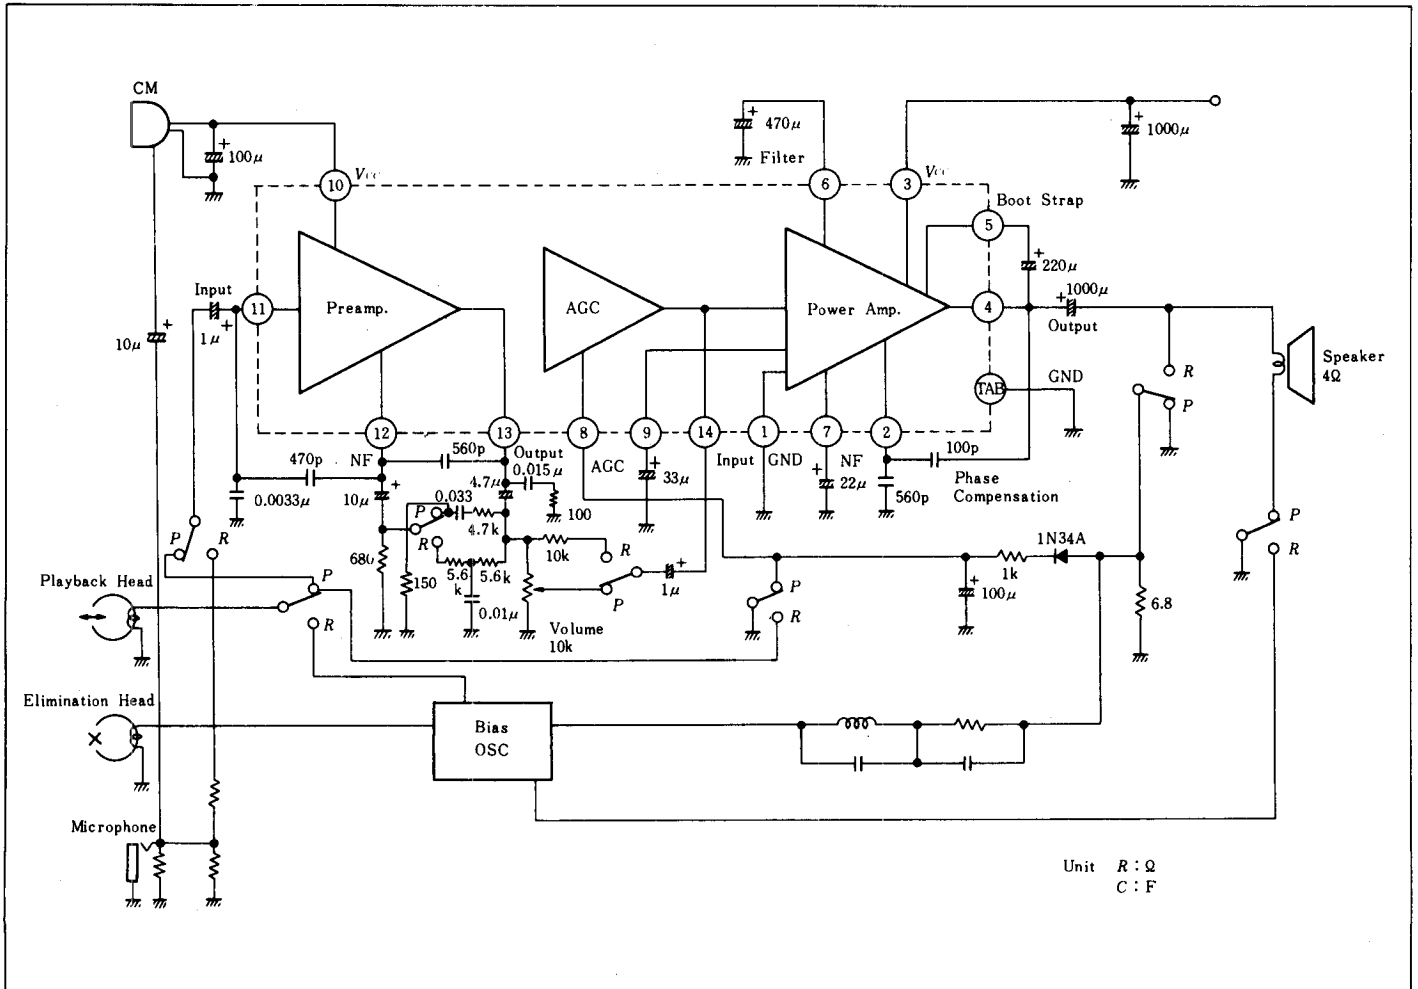 CM
100μ
10
Vcc
470μ
Filter
6
3
Vcc
1000μ
Boot Strap
5
220μ
Input
11
1μ
10μ
Preamp.
AGC
Power Amp.
4
1000μ
Output
Speaker
4Ω
TAB
GND
R
P
12
13
8
9
14
1
7
2
NF
560p
Output
0.015μ
AGC
33μ
Input
GND
NF
22μ
100p
Phase
Compensation
560p
470p
0.0033μ
10μ
4.7μ
100
P
0.033
4.7k
R
680
150
5.6
k
5.6k
0.01μ
10k
R
P
1μ
Volume
10k
P
R
P
R
100μ
1k
1N34A
6.8
P
R
Playback Head
P
R
Elimination Head
Bias
OSC
Microphone
Unit R : Ω
C : F